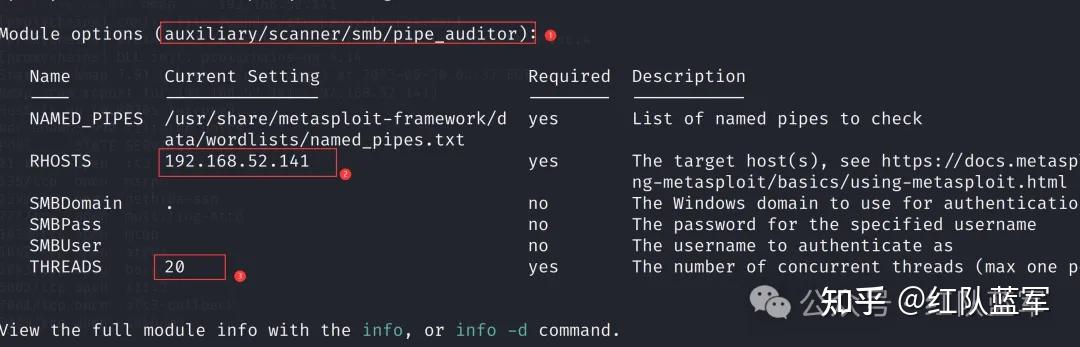 Module options (auxiliary/scanner/smb/pipe_auditor): 1
Name Current Setting Required Description
NAMED_PIPES /usr/share/metasploit-framework/d yes List of named pipes to check
ata/wordlists/named_pipes.txt
RHOSTS 192.168.52.141 yes The target host(s), see https://docs.metasp
2
ng-metasploit/basics/using-metasploit.html
SMBDomain . no The Windows domain to use for authenticatio
SMBPass no The password for the specified username
SMBUser no The username to authenticate as
THREADS 20 yes The number of concurrent threads (max one p
3
知乎 @红队蓝军
View the full module info with the info, or info -d command.